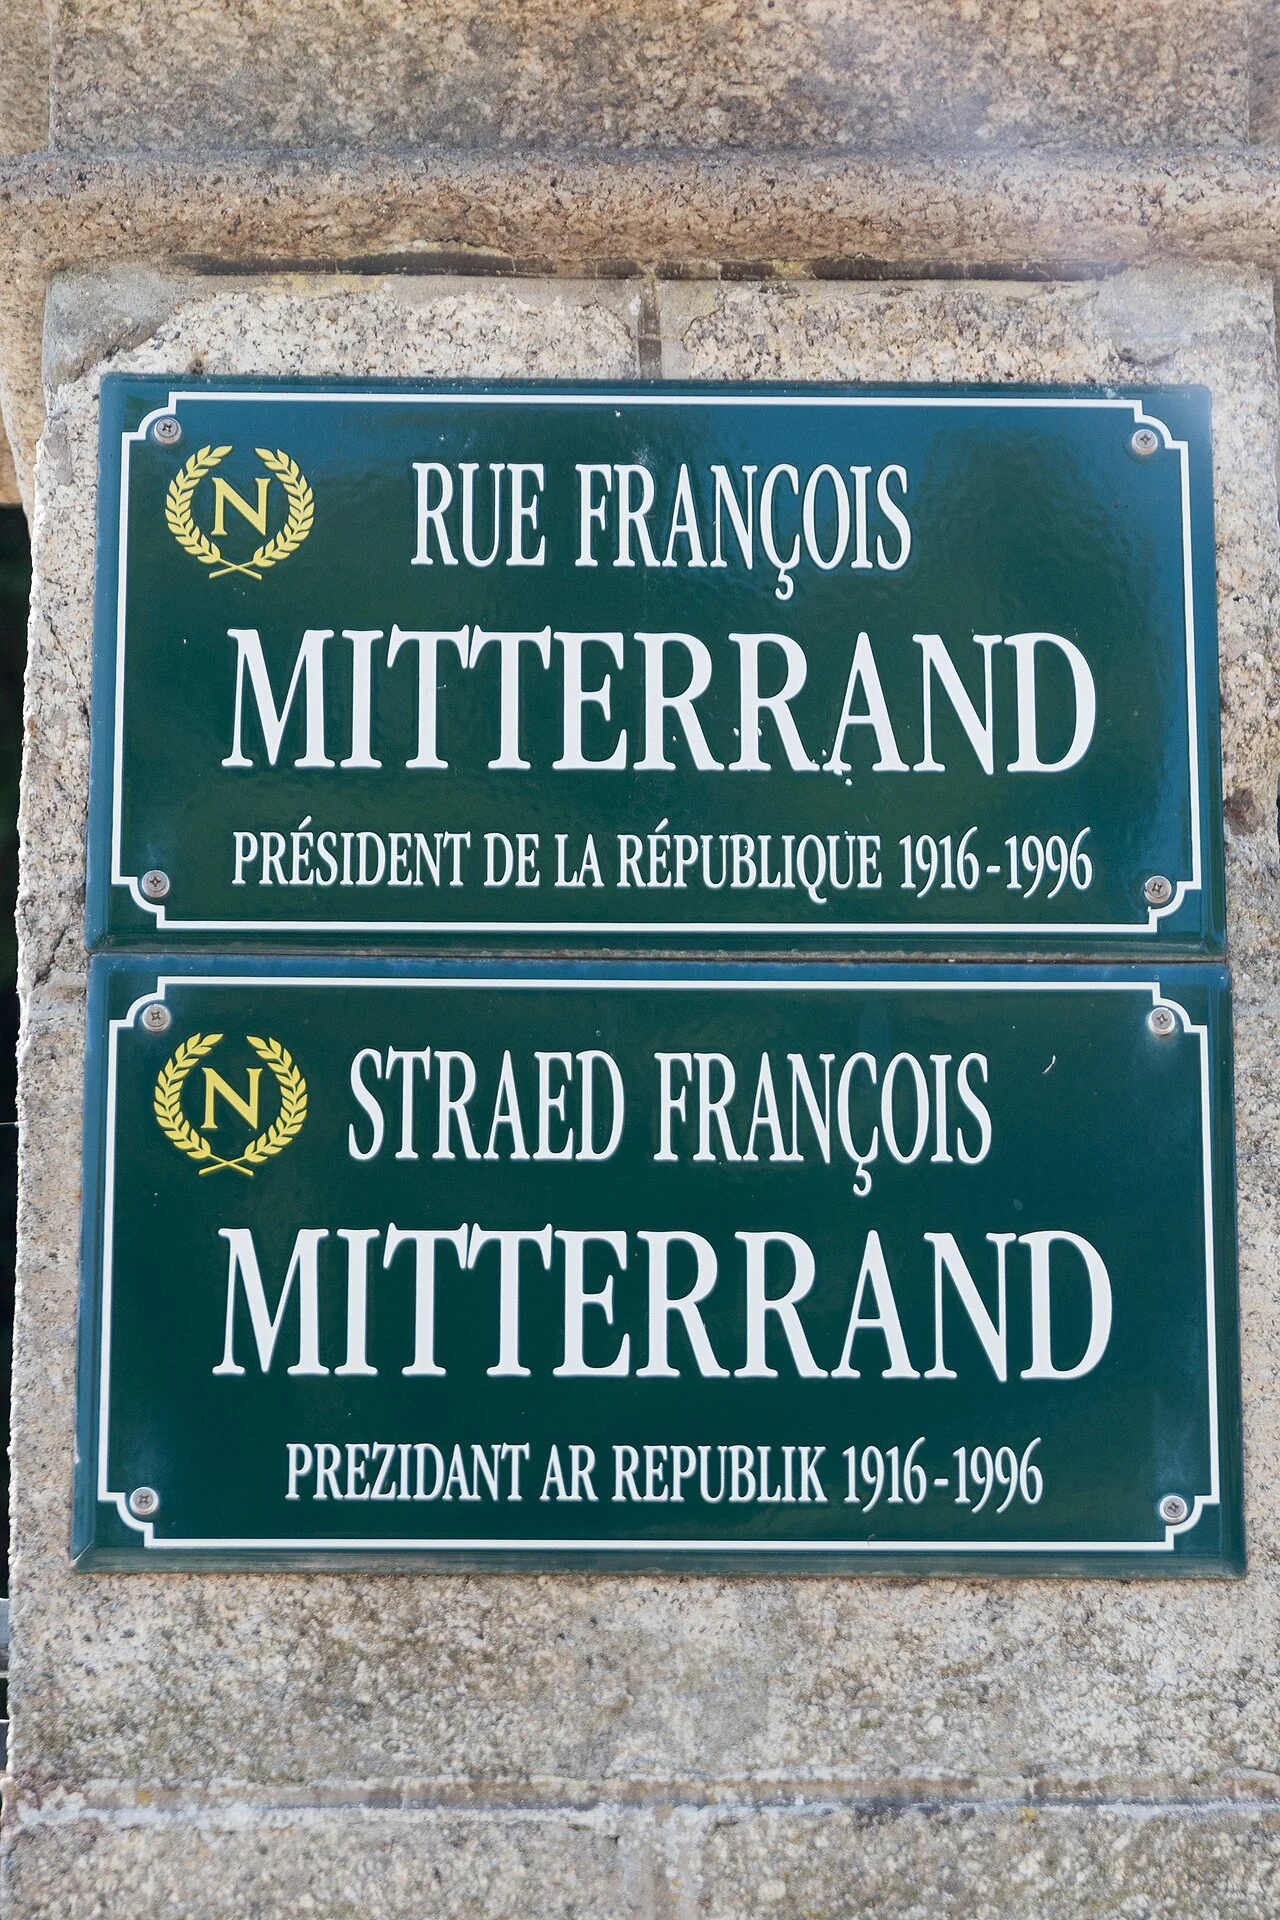 N
RUE FRANÇOIS
MITTERRAND
PRÉSIDENT DE LA RÉPUBLIQUE 1916-1996
N
STRAED FRANÇOIS
MITTERRAND
PREZIDANT AR REPUBLIK 1916-1996